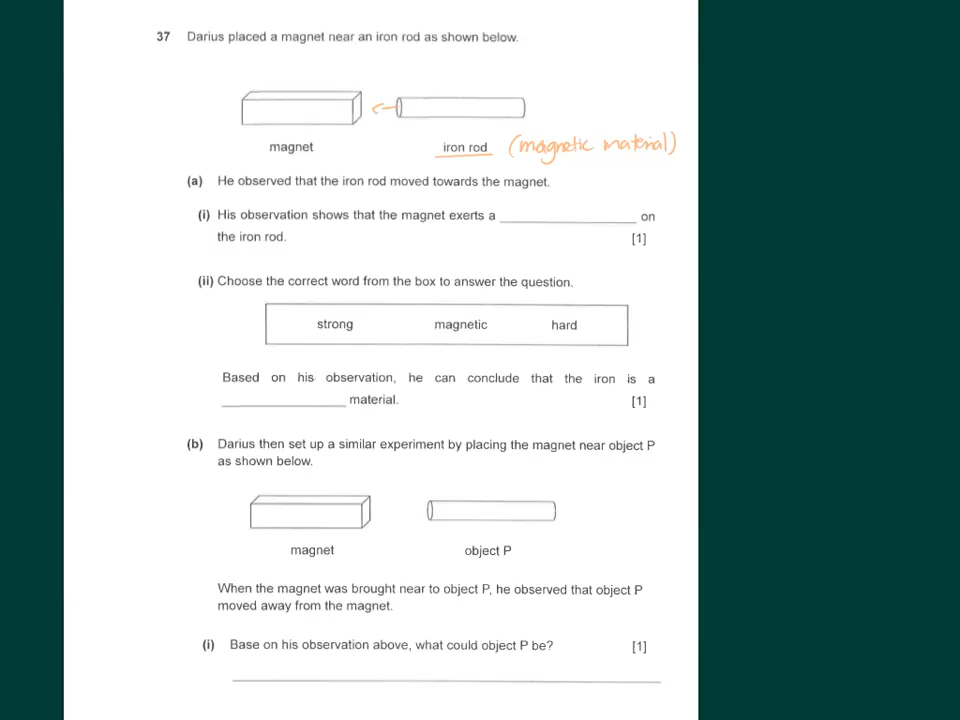 37 Darius placed a magnet near an iron rod as shown below.
magnet
iron rod (magnetic material)
(a) He observed that the iron rod moved towards the magnet.
(i) His observation shows that the magnet exerts a ____________________ on
the iron rod. [1]
(ii) Choose the correct word from the box to answer the question.
strong magnetic hard
Based on his observation, he can conclude that the iron is a
__________________ material. [1]
(b) Darius then set up a similar experiment by placing the magnet near object P
as shown below.
magnet object P
When the magnet was brought near to object P, he observed that object P
moved away from the magnet.
(i) Base on his observation above, what could object P be? [1]